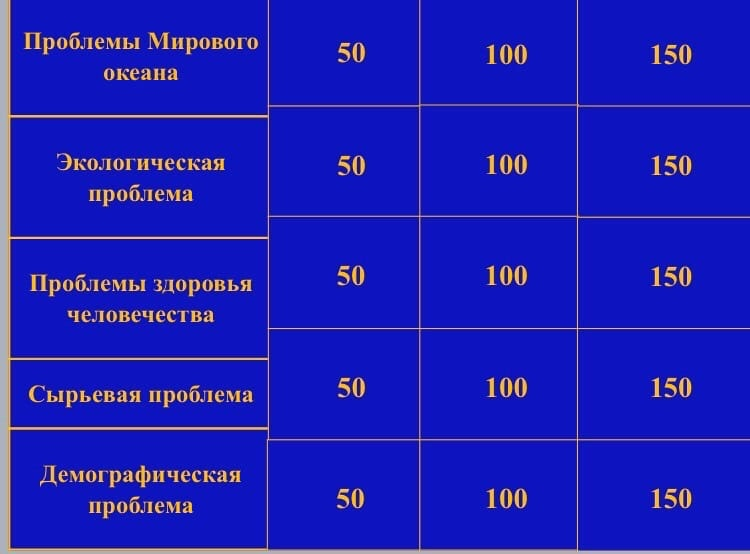 Проблемы Мирового
океана
50 100 150
Экологическая
проблема
50 100 150
Проблемы здоровья
человечества
50 100 150
Сырьевая проблема
50 100 150
Демографическая
проблема
50 100 150